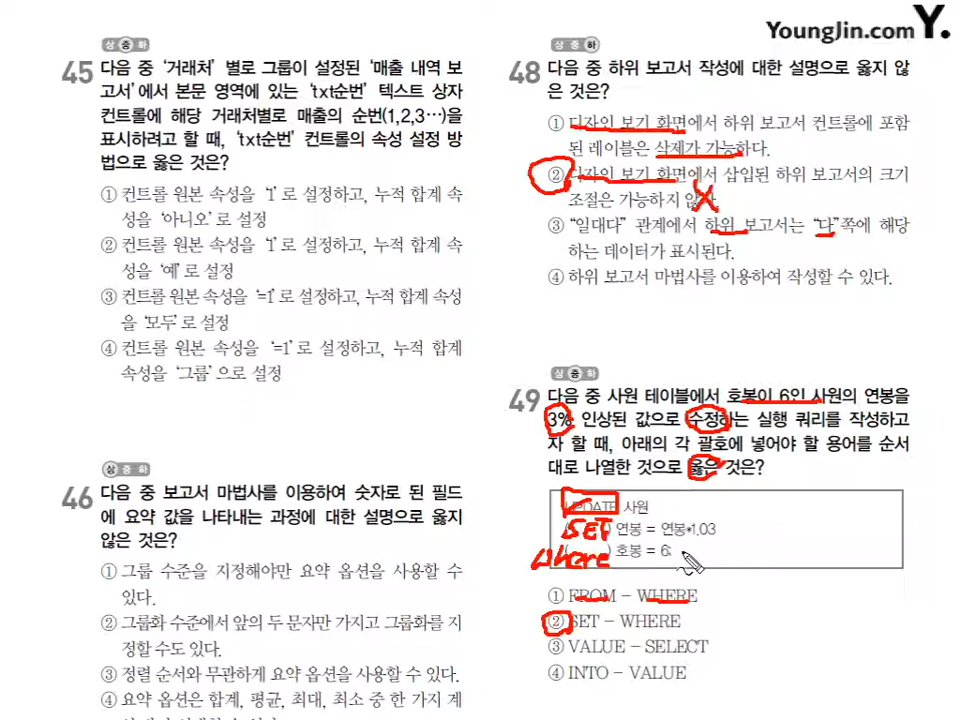 YoungJin.com Y.
상 중 하
45 다음 중 '거래처' 별로 그룹이 설정된 '매출 내역 보
고서'에서 본문 영역에 있는 'txt순번' 텍스트 상자
컨트롤에 해당 거래처별로 매출의 순번(1,2,3…)을
표시하려고 할 때, 'txt순번' 컨트롤의 속성 설정 방
법으로 옳은 것은?
① 컨트롤 원본 속성을 '1'로 설정하고, 누적 합계 속
성을 '아니오'로 설정
② 컨트롤 원본 속성을 '1'로 설정하고, 누적 합계 속
성을 '예'로 설정
③ 컨트롤 원본 속성을 '=1'로 설정하고, 누적 합계 속성
을 '모두'로 설정
④ 컨트롤 원본 속성을 '=1'로 설정하고, 누적 합계
속성을 '그룹'으로 설정
상 중 하
46 다음 중 보고서 마법사를 이용하여 숫자로 된 필드
에 요약 값을 나타내는 과정에 대한 설명으로 옳지
않은 것은?
① 그룹 수준을 지정해야만 요약 옵션을 사용할 수
있다.
② 그룹화 수준에서 앞의 두 문자만 가지고 그룹화를 지
정할 수도 있다.
③ 정렬 순서와 무관하게 요약 옵션을 사용할 수 있다.
④ 요약 옵션은 합계, 평균, 최대, 최소 중 한 가지 계
상 중 하
48 다음 중 하위 보고서 작성에 대한 설명으로 옳지 않
은 것은?
① 디자인 보기 화면에서 하위 보고서 컨트롤에 포함
된 레이블은 삭제가 가능하다.
② 디자인 보기 화면에서 삽입된 하위 보고서의 크기
조절은 가능하지 않다.
③ "일대다" 관계에서 하위 보고서는 "다"쪽에 해당
하는 데이터가 표시된다.
④ 하위 보고서 마법사를 이용하여 작성할 수 있다.
상 중 하
49 다음 중 사원 테이블에서 호봉이 6인 사원의 연봉을
3% 인상된 값으로 수정하는 실행 쿼리를 작성하고
자 할 때, 아래의 각 괄호에 넣어야 할 용어를 순서
대로 나열한 것으로 옳은 것은?
UPDATE 사원
( SET ) 연봉 = 연봉*1.03
( Where ) 호봉 = 6;
① FROM – WHERE
② SET – WHERE
③ VALUE – SELECT
④ INTO – VALUE